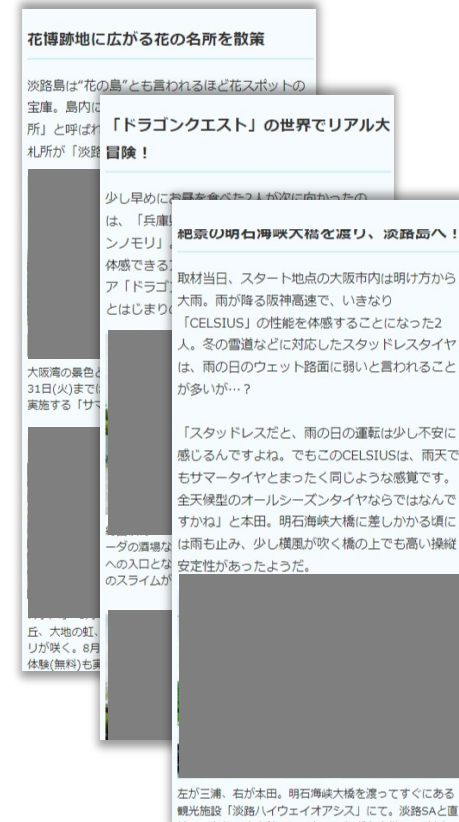 花博跡地に広がる花の名所を散策
淡路島は“花の島”とも言われるほど花スポットの
宝庫。島内に
所」と呼ばれ
札所が「淡路
大阪湾の景色と
31日(火)まで
実施する「サマ
丘、大地の虹、
リが咲く。8月
体験(無料)も実
「ドラゴンクエスト」の世界でリアル大
冒険！
少し早めにお昼を食べた2人が次に向かったの
は、「兵庫
ンノモリ」
体感できる
ア「ドラゴ
とはじまり
ーダの酒場な
への入口とな
のスライムが
絶景の明石海峡大橋を渡り、淡路島へ！
取材当日、スタート地点の大阪市内は明け方から
大雨。雨が降る阪神高速で、いきなり
「CELSIUS」の性能を体感することになった2
人。冬の雪道などに対応したスタッドレスタイヤ
は、雨の日のウェット路面に弱いと言われること
が多いが…？
「スタッドレスだと、雨の日の運転は少し不安に
感じるんですよね。でもこのCELSIUSは、雨天で
もサマータイヤとまったく同じような感覚です。
全天候型のオールシーズンタイヤならではなんで
すかね」と本田。明石海峡大橋に差しかかる頃に
は雨も止み、少し横風が吹く橋の上でも高い操縦
安定性があったようだ。
左が三浦、右が本田。明石海峡大橋を渡ってすぐにある
観光施設「淡路ハイウェイオアシス」にて。淡路SAと直